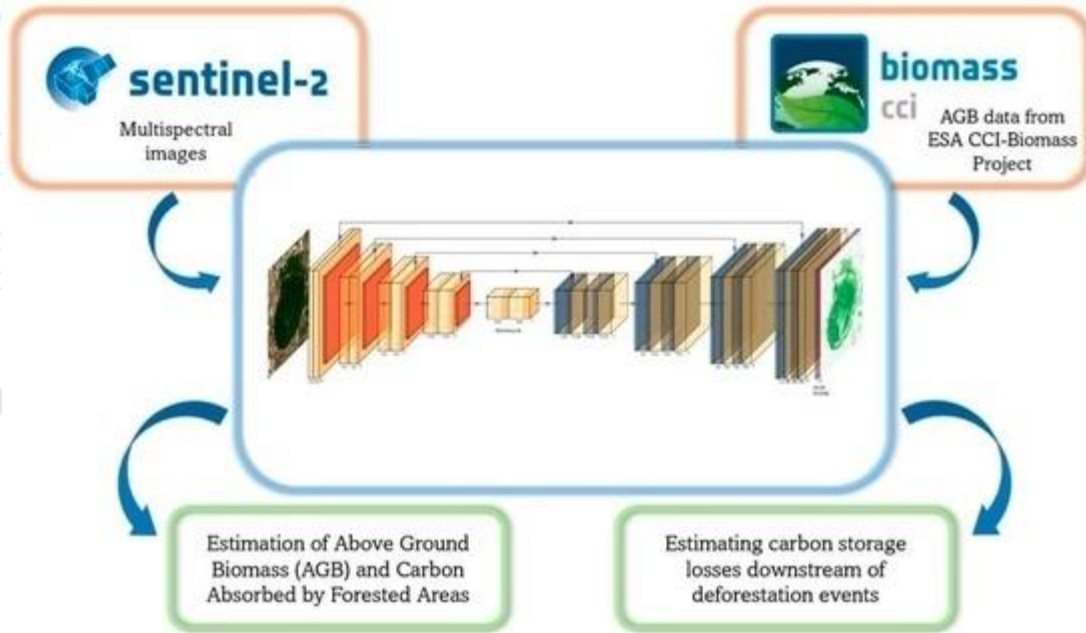 sentinel-2
Multispectral
images
biomass
cci
AGB data from
ESA CCI-Biomass
Project
Estimation of Above Ground
Biomass (AGB) and Carbon
Absorbed by Forested Areas
Estimating carbon storage
losses downstream of
deforestation events